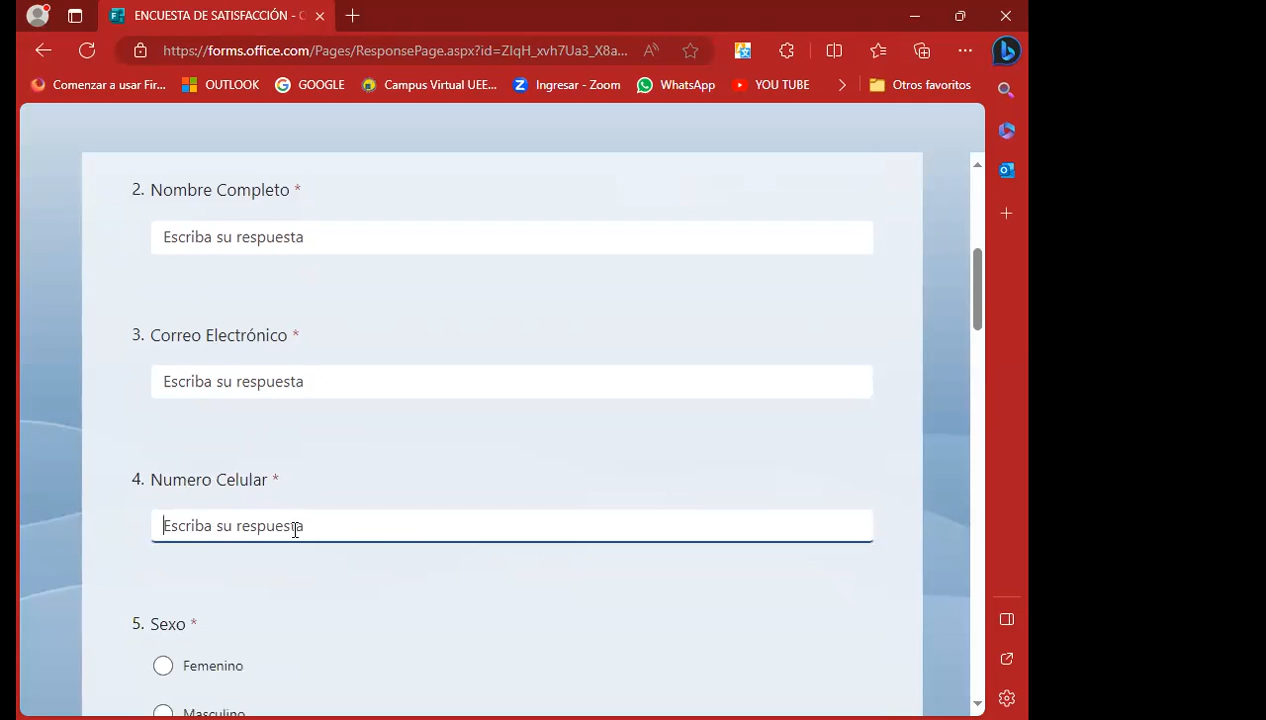 ENCUESTA DE SATISFACCIÓN - C
https://forms.office.com/Pages/ResponsePage.aspx?id=ZIqH_xvh7Ua3_X8a...
Comenzar a usar Fir...
OUTLOOK
GOOGLE
Campus Virtual UEE...
Ingresar - Zoom
WhatsApp
YOU TUBE
Otros favoritos
2. Nombre Completo *
Escriba su respuesta
3. Correo Electrónico *
Escriba su respuesta
4. Numero Celular *
Escriba su respuesta
5. Sexo *
Femenino
Masculino